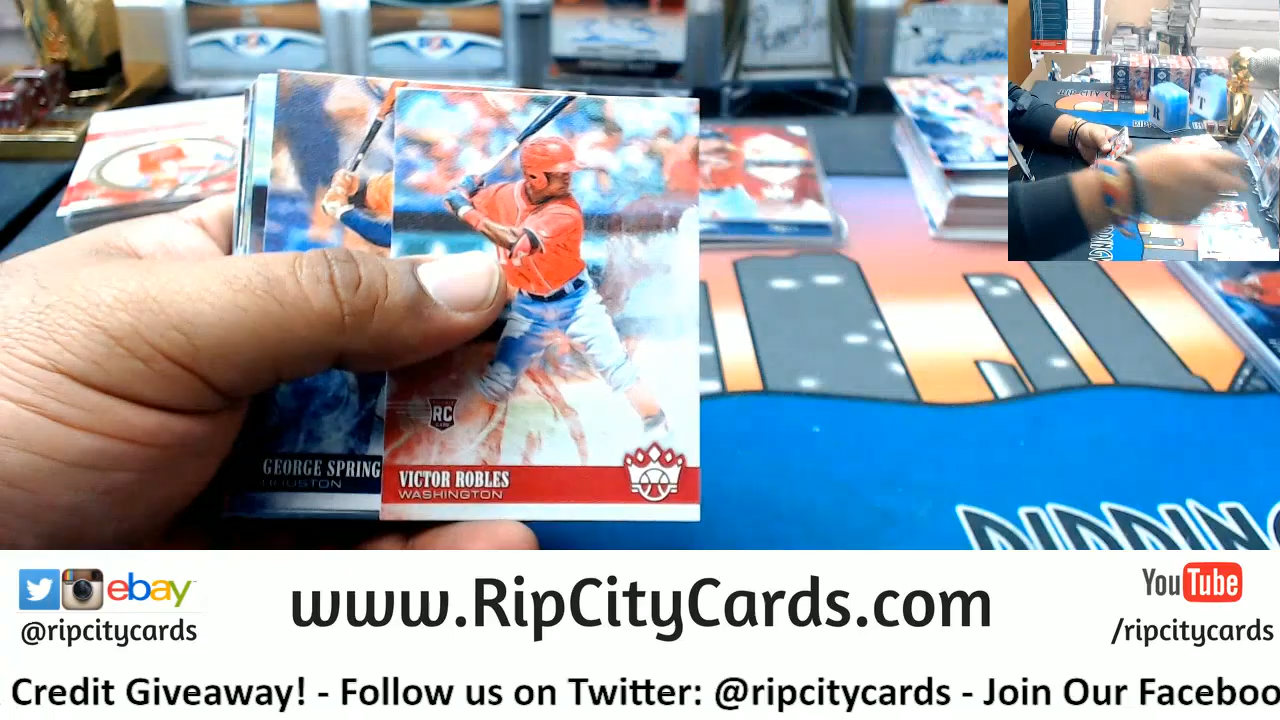 RC
GEORGE SPRING
HOUSTON
VICTOR ROBLES
WASHINGTON
ebay
@ripcitycards
www.RipCityCards.com
YouTube
/ripcitycards
Credit Giveaway! - Follow us on Twitter: @ripcitycards - Join Our Faceboo